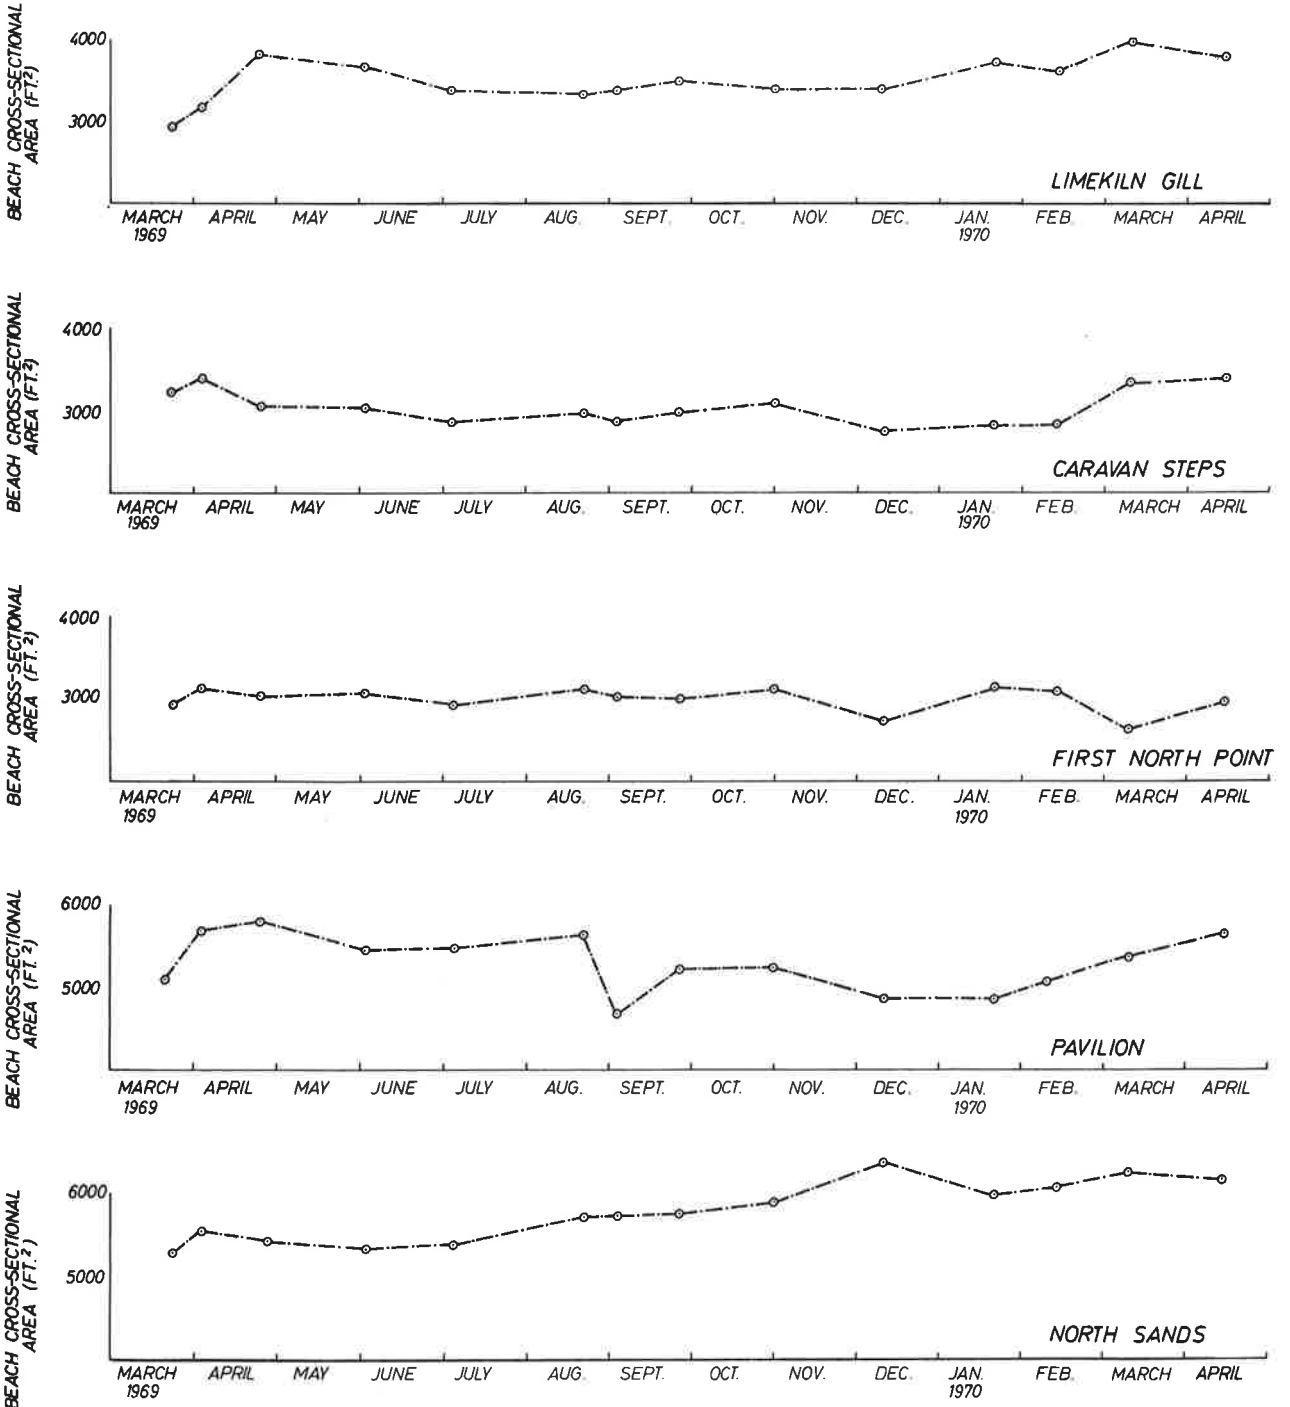 BEACH CROSS-SECTIONAL
AREA (FT.²)
4000
3000
LIMEKILN GILL
MARCH APRIL MAY JUNE JULY AUG. SEPT. OCT. NOV. DEC. JAN. FEB. MARCH APRIL
1969 1970
BEACH CROSS-SECTIONAL
AREA (FT.²)
4000
3000
CARAVAN STEPS
MARCH APRIL MAY JUNE JULY AUG. SEPT. OCT. NOV. DEC. JAN. FEB. MARCH APRIL
1969 1970
BEACH CROSS-SECTIONAL
AREA (FT.²)
4000
3000
FIRST NORTH POINT
MARCH APRIL MAY JUNE JULY AUG. SEPT. OCT. NOV. DEC. JAN. FEB. MARCH APRIL
1969 1970
BEACH CROSS-SECTIONAL
AREA (FT.²)
6000
5000
PAVILION
MARCH APRIL MAY JUNE JULY AUG. SEPT. OCT. NOV. DEC. JAN. FEB. MARCH APRIL
1969 1970
BEACH CROSS-SECTIONAL
AREA (FT.²)
6000
5000
NORTH SANDS
MARCH APRIL MAY JUNE JULY AUG. SEPT. OCT. NOV. DEC. JAN. FEB. MARCH APRIL
1969 1970